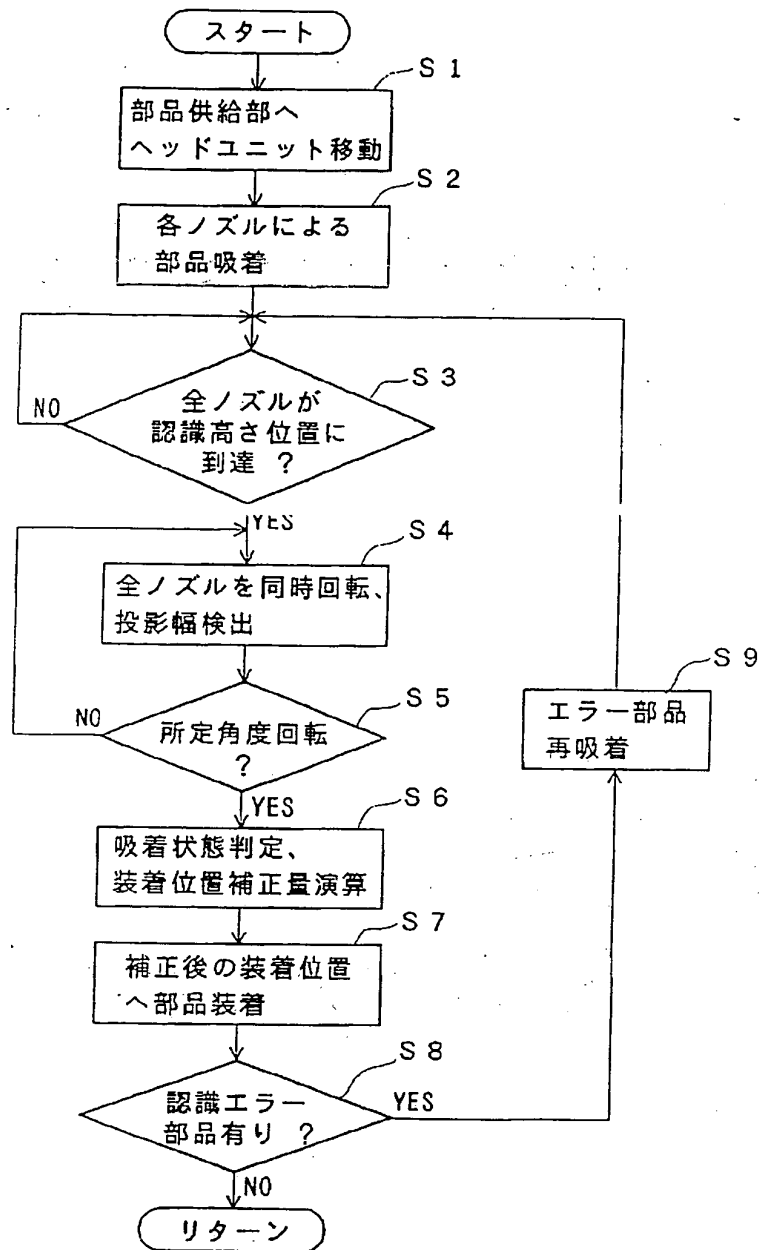 スタート
S 1
部品供給部へ
ヘッドユニット移動
S 2
各ノズルによる
部品吸着
S 3
NO
全ノズルが
認識高さ位置に
到達 ?
YES
S 4
全ノズルを同時回転、
投影幅検出
S 9
エラー部品
再吸着
S 5
NO
所定角度回転
?
YES
S 6
吸着状態判定、
装着位置補正量演算
S 7
補正後の装着位置
へ部品装着
S 8
認識エラー
部品有り ?
YES
NO
リターン